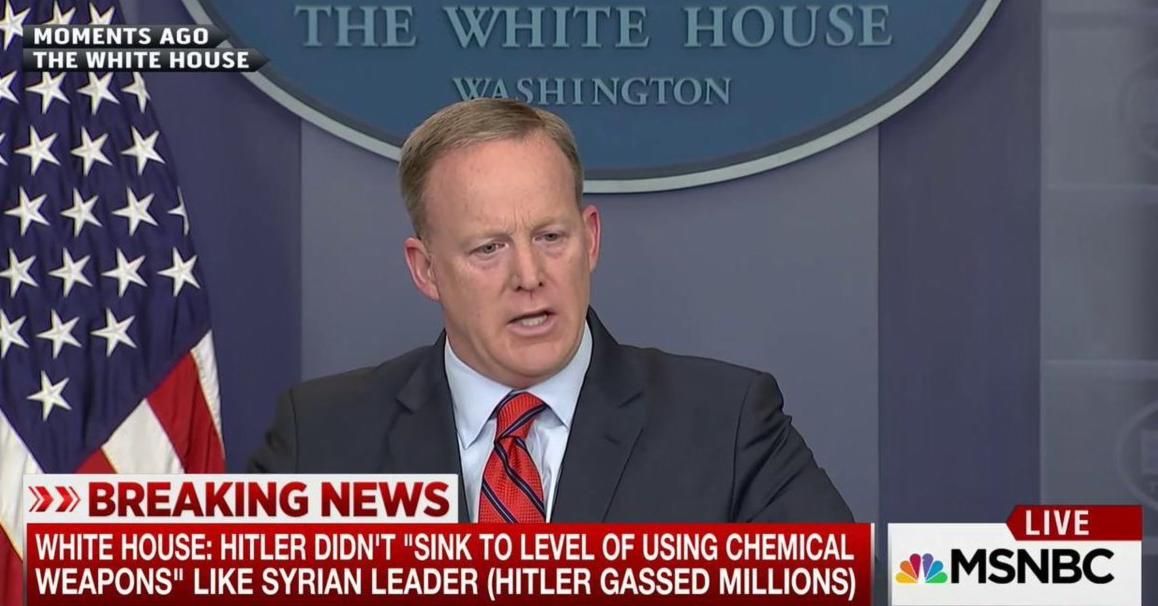 MOMENTS AGO
THE WHITE HOUSE
THE WHITE HOUSE
WASHINGTON
BREAKING NEWS
WHITE HOUSE: HITLER DIDN'T "SINK TO LEVEL OF USING CHEMICAL
WEAPONS" LIKE SYRIAN LEADER (HITLER GASSED MILLIONS)
LIVE
MSNBC